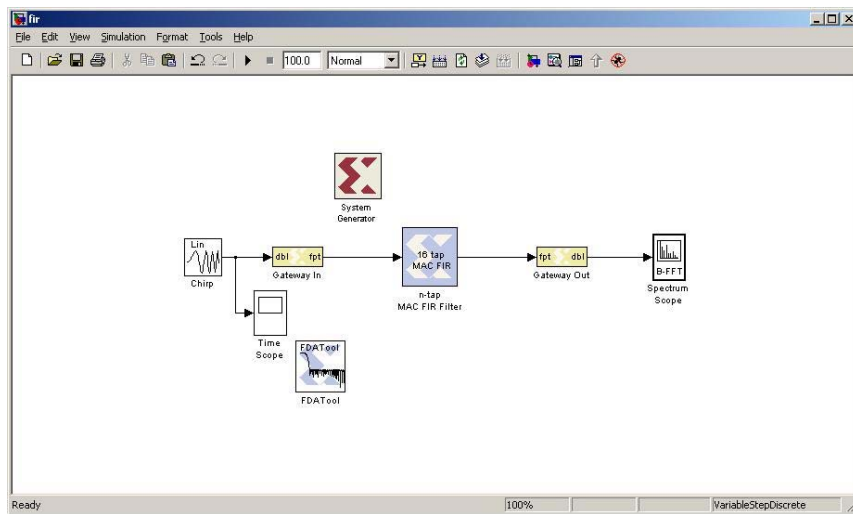 fir
File Edit View Simulation Format Tools Help
100.0 Normal
System
Generator
Lin
Chirp
dbl fpt
Gateway In
16 tap
MAC FIR
n-tap
MAC FIR Filter
fpt dbl
Gateway Out
B-FFT
Spectrum
Scope
Time
Scope
FDATool
FDATool
Ready 100% VariableStepDiscrete